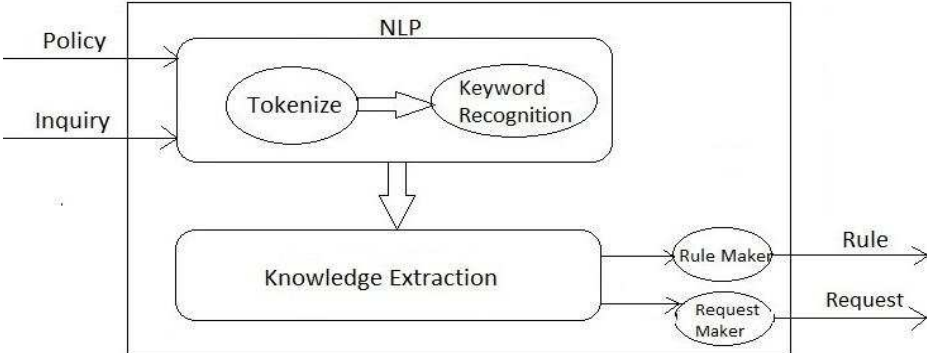 NLP
Policy
Inquiry
Tokenize
Keyword
Recognition
Knowledge Extraction
Rule Maker
Rule
Request
Maker
Request